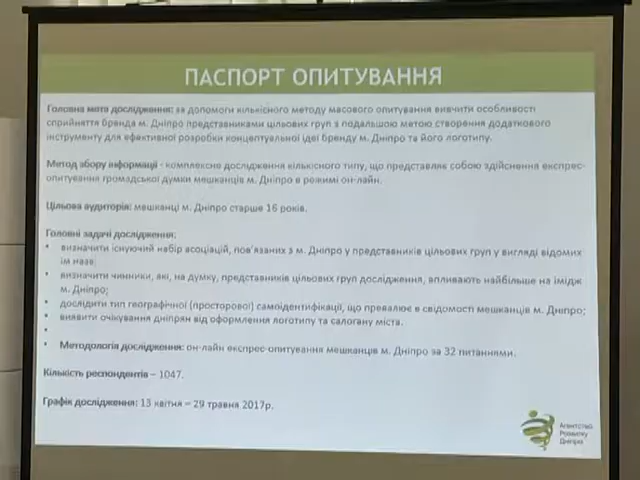 ПАСПОРТ ОПИТУВАННЯ
Головна мета дослідження: за допомоги кількісного методу масового опитування вивчити особливості
сприйняття бренда м. Дніпро представниками цільових груп з подальшою метою створення додаткового
інструменту для ефективної розробки концептуальної ідеї бренду м. Дніпро та його логотипу.
Метод збору інформації - комплексне дослідження кількісного типу, що представляє собою здійснення експрес-
опитування громадської думки мешканців м. Дніпро в режимі он-лайн.
Цільова аудиторія: мешканці м. Дніпро старше 16 років.
Головні задачі дослідження:
• визначити існуючий набір асоціацій, пов'язаних з м. Дніпро у представників цільових груп у вигляді відомих
їм назв;
• визначити чинники, які, на думку, представників цільових груп дослідження, впливають найбільше на імідж
м. Дніпро;
• дослідити тип географічної (просторової) самоідентифікації, що превалює в свідомості мешканців м. Дніпро;
• виявити очікування дніпрян від оформлення логотипу та салогану міста.
•
• Методологія дослідження: он-лайн експрес-опитування мешканців м. Дніпро за 32 питаннями.
Кількість респондентів – 1047.
Графік дослідження: 13 квітня – 29 травня 2017р.
Агентство
Розвитку
Дніпра